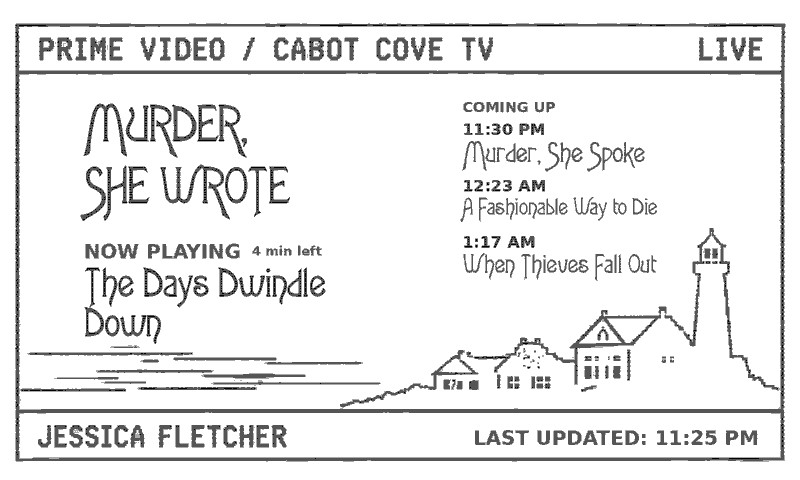 PRIME VIDEO / CABOT COVE TV
LIVE
MURDER,
SHE WROTE
NOW PLAYING 4 min left
The Days Dwindle
Down
COMING UP
11:30 PM
Murder, She Spoke
12:23 AM
A Fashionable Way to Die
1:17 AM
When Thieves Fall Out
JESSICA FLETCHER
LAST UPDATED: 11:25 PM